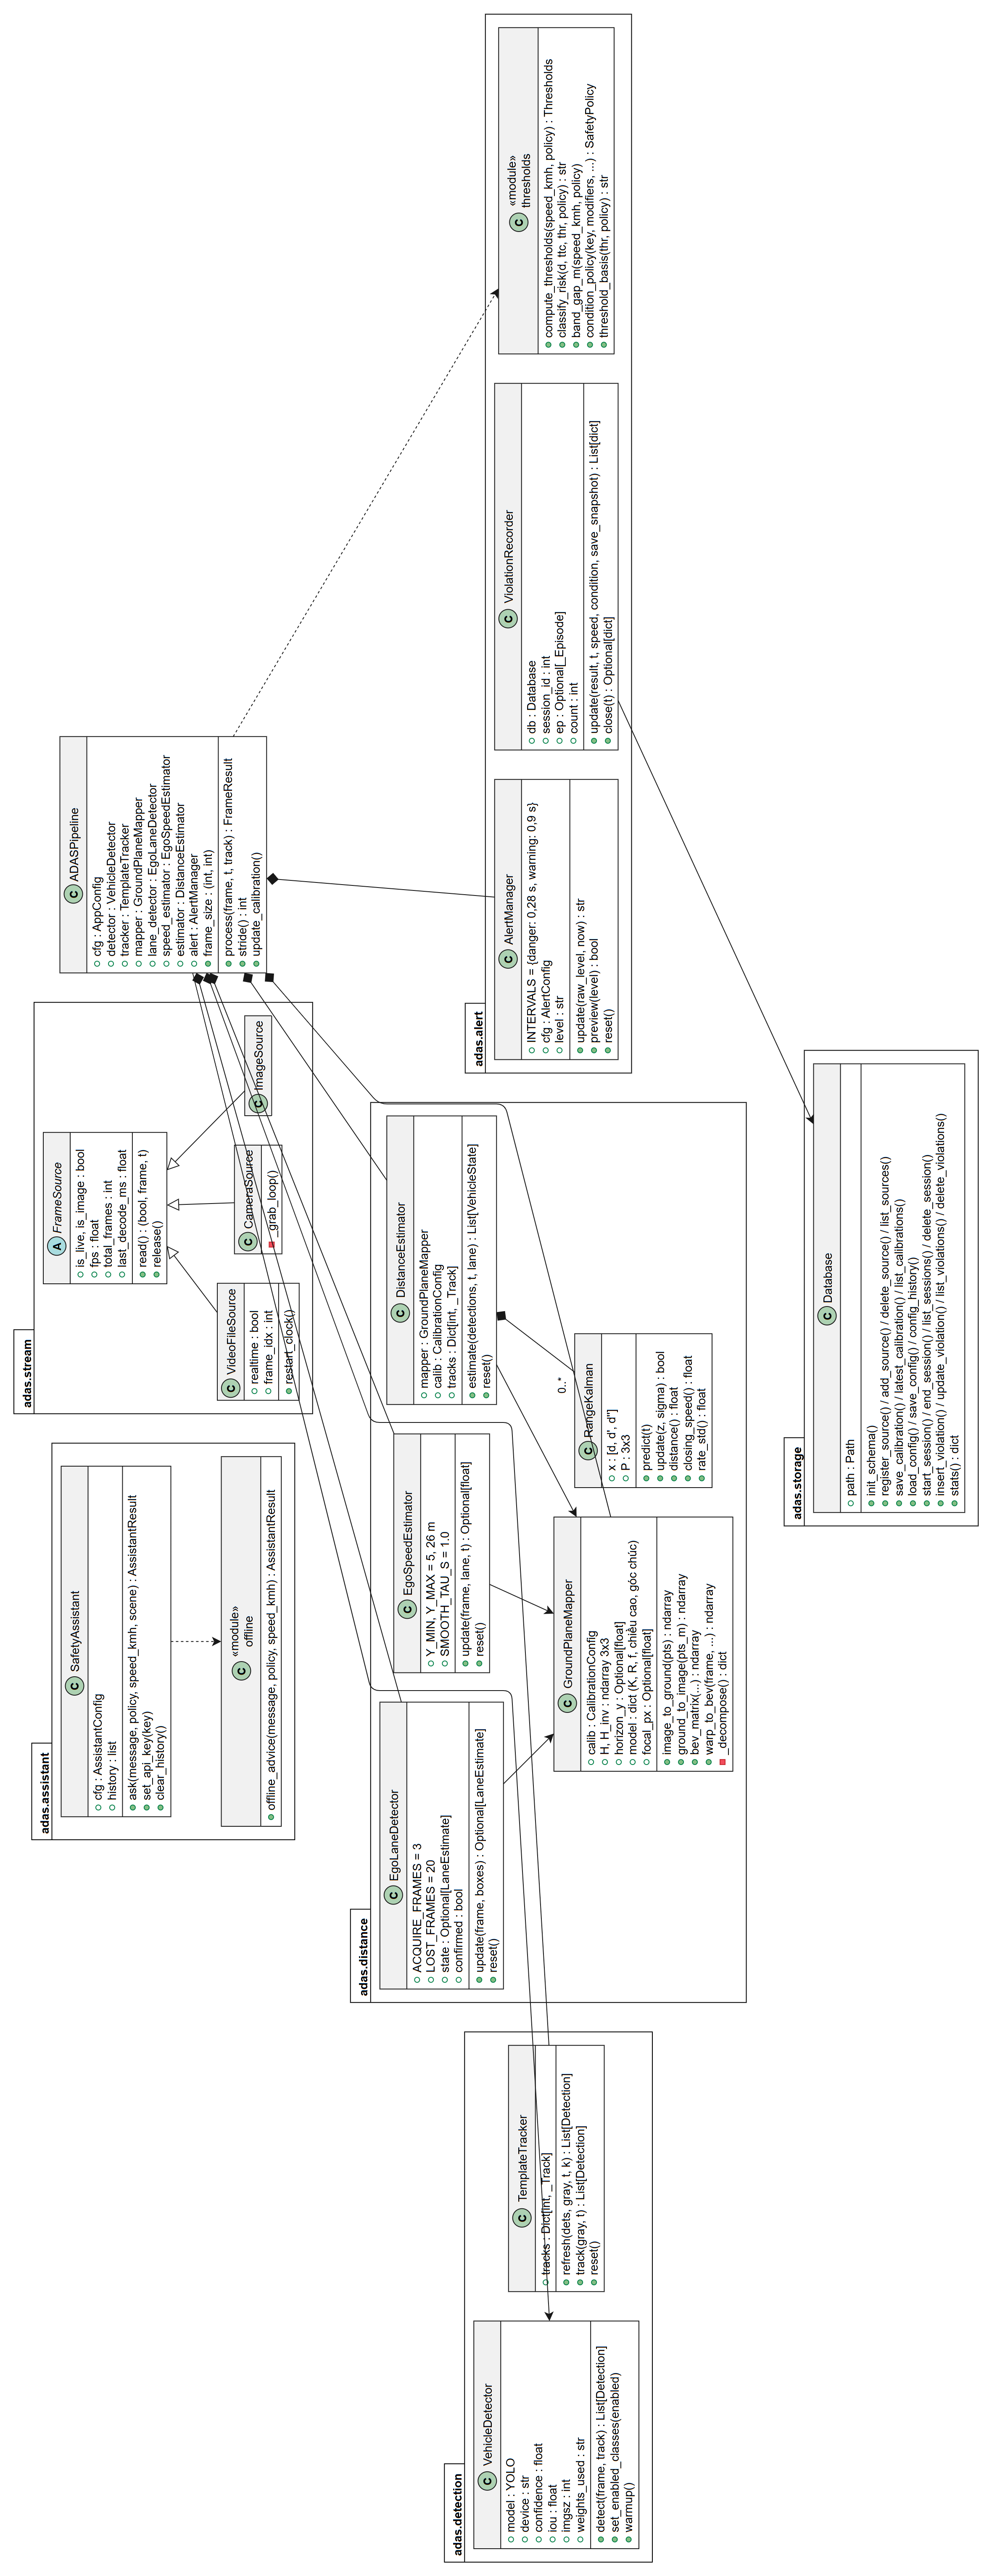 adas.detection
VehicleDetector
model : YOLO
device : str
confidence : float
iou : float
imgsz : int
weights_used : str
detect(frame, track) : List[Detection]
set_enabled_classes(enabled)
warmup()
TemplateTracker
tracks : Dict[int, _Track]
refresh(dets, gray, t, k) : List[Detection]
track(gray, t) : List[Detection]
reset()
adas.assistant
SafetyAssistant
cfg : AssistantConfig
history : list
ask(message, policy, speed_kmh, scene) : AssistantResult
set_api_key(key)
clear_history()
«module»
offline
offline_advice(message, policy, speed_kmh) : AssistantResult
adas.distance
EgoLaneDetector
ACQUIRE_FRAMES = 3
LOST_FRAMES = 20
state : Optional[LaneEstimate]
confirmed : bool
update(frame, boxes) : Optional[LaneEstimate]
reset()
EgoSpeedEstimator
Y_MIN, Y_MAX = 5, 26 m
SMOOTH_TAU_S = 1.0
update(frame, lane, t) : Optional[float]
reset()
DistanceEstimator
mapper : GroundPlaneMapper
calib : CalibrationConfig
tracks : Dict[int, _Track]
estimate(detections, t, lane) : List[VehicleState]
reset()
0..*
GroundPlaneMapper
calib : CalibrationConfig
H, H_inv : ndarray 3x3
horizon_y : Optional[float]
model : dict (K, R, f, chiều cao, góc chúc)
focal_px : Optional[float]
image_to_ground(pts) : ndarray
ground_to_image(pts_m) : ndarray
bev_matrix(...) : ndarray
warp_to_bev(frame, ...) : ndarray
_decompose() : dict
RangeKalman
x : [d, d', d"]
P : 3x3
predict(t)
update(z, sigma) : bool
distance() : float
closing_speed() : float
rate_std() : float
adas.stream
FrameSource
is_live, is_image : bool
fps : float
total_frames : int
last_decode_ms : float
read() : (bool, frame, t)
release()
VideoFileSource
realtime : bool
frame_idx : int
restart_clock()
CameraSource
_grab_loop()
ImageSource
ADASPipeline
cfg : AppConfig
detector : VehicleDetector
tracker : TemplateTracker
mapper : GroundPlaneMapper
lane_detector : EgoLaneDetector
speed_estimator : EgoSpeedEstimator
estimator : DistanceEstimator
alert : AlertManager
frame_size : (int, int)
process(frame, t, track) : FrameResult
stride() : int
update_calibration()
adas.alert
AlertManager
INTERVALS = {danger: 0,28 s, warning: 0,9 s}
cfg : AlertConfig
level : str
update(raw_level, now) : str
preview(level) : bool
reset()
ViolationRecorder
db : Database
session_id : int
ep : Optional[_Episode]
count : int
update(result, t, speed, condition, save_snapshot) : List[dict]
close(t) : Optional[dict]
«module»
thresholds
compute_thresholds(speed_kmh, policy) : Thresholds
classify_risk(d, ttc, thr, policy) : str
band_gap_m(speed_kmh, policy)
condition_policy(key, modifiers, ...) : SafetyPolicy
threshold_basis(thr, policy) : str
adas.storage
Database
path : Path
init_schema()
register_source() / add_source() / delete_source() / list_sources()
save_calibration() / latest_calibration() / list_calibrations()
load_config() / save_config() / config_history()
start_session() / end_session() / list_sessions() / delete_session()
insert_violation() / update_violation() / list_violations() / delete_violations()
stats() : dict